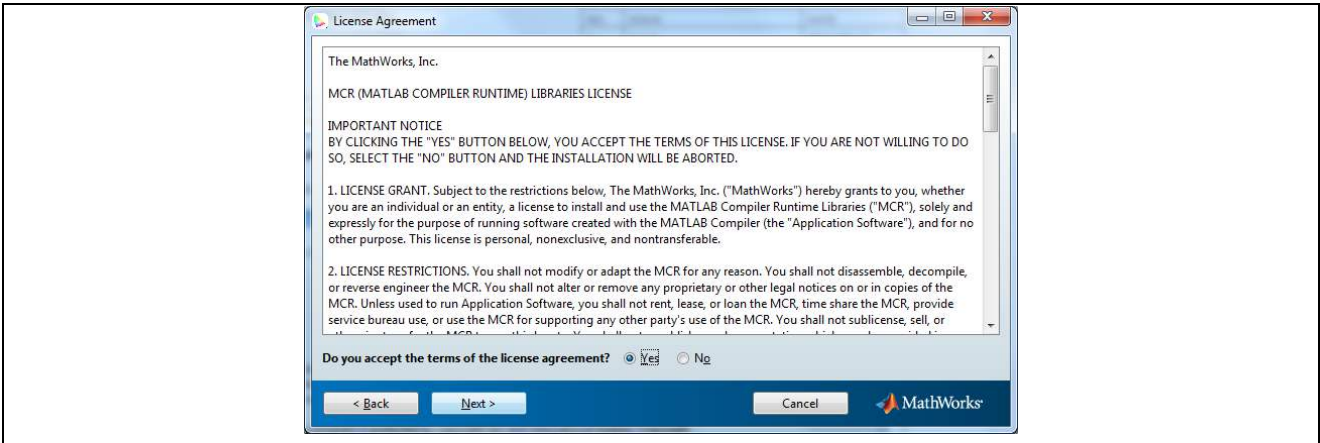 License Agreement
The MathWorks, Inc.
MCR (MATLAB COMPILER RUNTIME) LIBRARIES LICENSE
IMPORTANT NOTICE
BY CLICKING THE "YES" BUTTON BELOW, YOU ACCEPT THE TERMS OF THIS LICENSE. IF YOU ARE NOT WILLING TO DO
SO, SELECT THE "NO" BUTTON AND THE INSTALLATION WILL BE ABORTED.
1. LICENSE GRANT. Subject to the restrictions below, The MathWorks, Inc. ("MathWorks") hereby grants to you, whether
you are an individual or an entity, a license to install and use the MATLAB Compiler Runtime Libraries ("MCR"), solely and
expressly for the purpose of running software created with the MATLAB Compiler (the "Application Software"), and for no
other purpose. This license is personal, nonexclusive, and nontransferable.
2. LICENSE RESTRICTIONS. You shall not modify or adapt the MCR for any reason. You shall not disassemble, decompile,
or reverse engineer the MCR. You shall not alter or remove any proprietary or other legal notices on or in copies of the
MCR. Unless used to run Application Software, you shall not rent, lease, or loan the MCR, time share the MCR, provide
service bureau use, or use the MCR for supporting any other party's use of the MCR. You shall not sublicense, sell, or
Do you accept the terms of the license agreement? Yes No
< Back Next > Cancel MathWorks